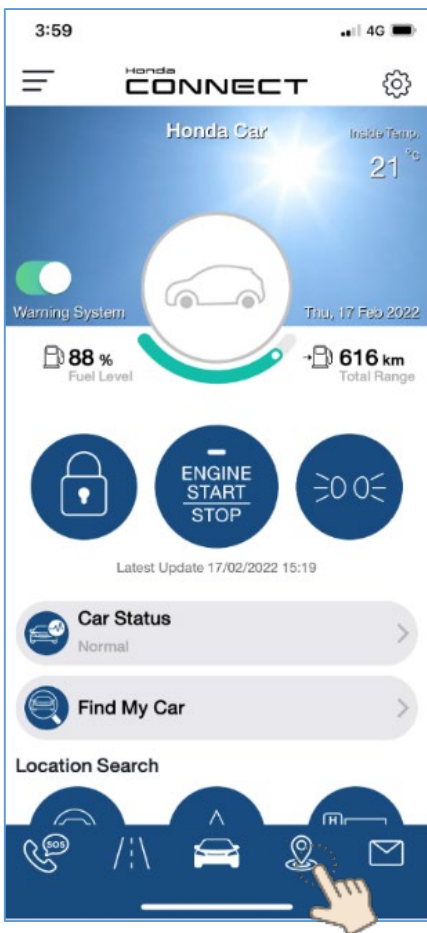 3:59
4G
Honda
CONNECT
Honda Car
Inside Temp.
21 °C
Warning System
Thu, 17 Feb 2022
88 %
Fuel Level
616 km
Total Range
ENGINE
START
STOP
Latest Update 17/02/2022 15:19
Car Status
Normal
Find My Car
Location Search
H
SOS